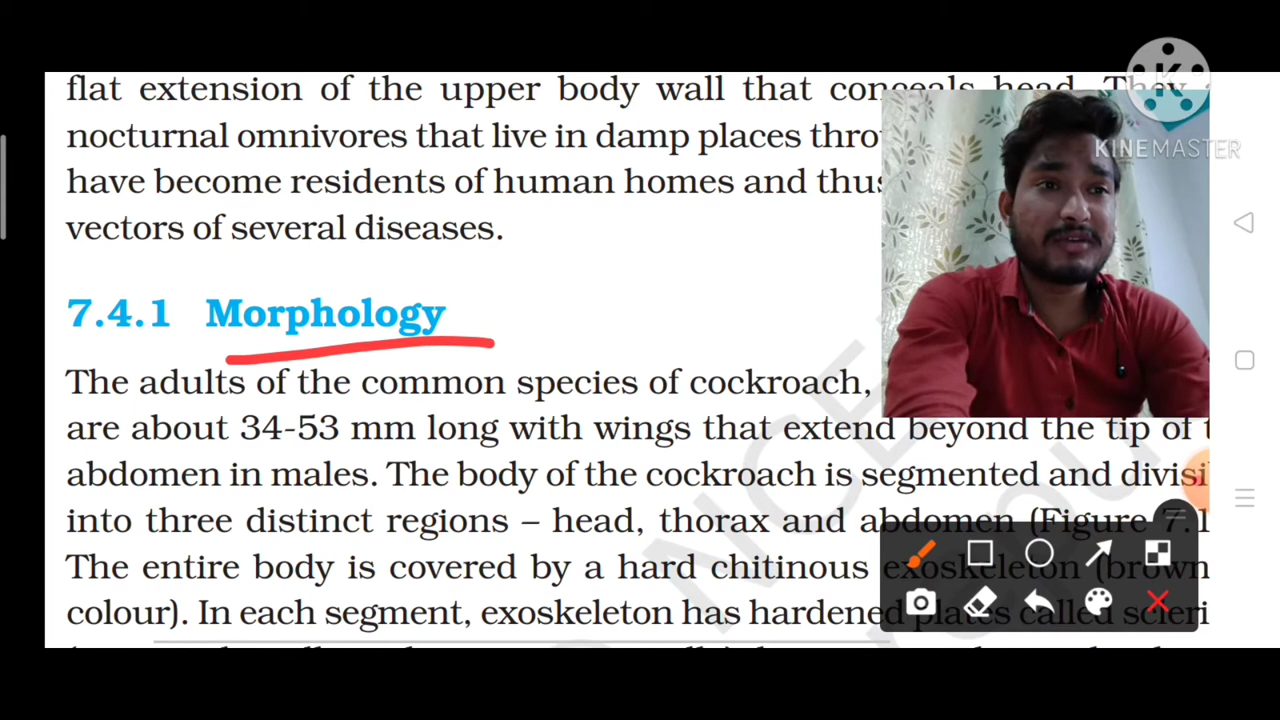 flat extension of the upper body wall that conceals head. They
nocturnal omnivores that live in damp places
have become residents of human homes and thus
vectors of several diseases.
7.4.1 Morphology
The adults of the common species of cockroach,
are about 34-53 mm long with wings that extend beyond the tip of
abdomen in males. The body of the cockroach is segmented and
into three distinct regions – head, thorax and abdomen (Figure
The entire body is covered by a hard chitinous exoskeleton (brown
colour). In each segment, exoskeleton has hardened plates called
KINEMASTER